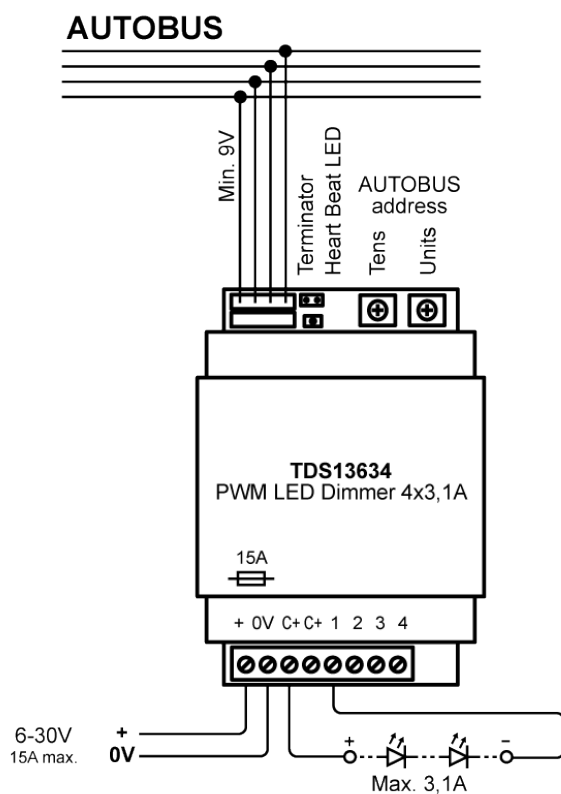 AUTOBUS
Min. 9V
Terminator
Heart Beat LED
AUTOBUS
address
Tens
Units
TDS13634
PWM LED Dimmer 4x3,1A
15A
+ 0V C+ C+ 1 2 3 4
6-30V +
15A max. 0V
+ −
Max. 3,1A